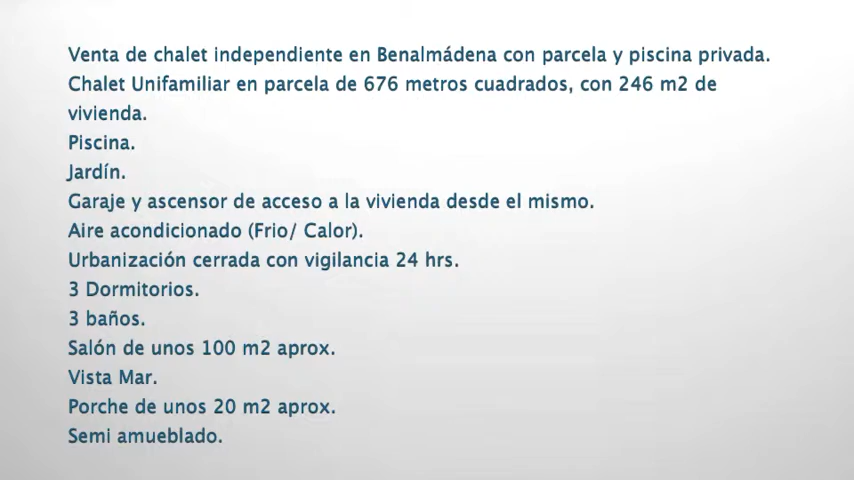 Venta de chalet independiente en Benalmádena con parcela y piscina privada.
Chalet Unifamiliar en parcela de 676 metros cuadrados, con 246 m2 de
vivienda.
Piscina.
Jardín.
Garaje y ascensor de acceso a la vivienda desde el mismo.
Aire acondicionado (Frio/ Calor).
Urbanización cerrada con vigilancia 24 hrs.
3 Dormitorios.
3 baños.
Salón de unos 100 m2 aprox.
Vista Mar.
Porche de unos 20 m2 aprox.
Semi amueblado.